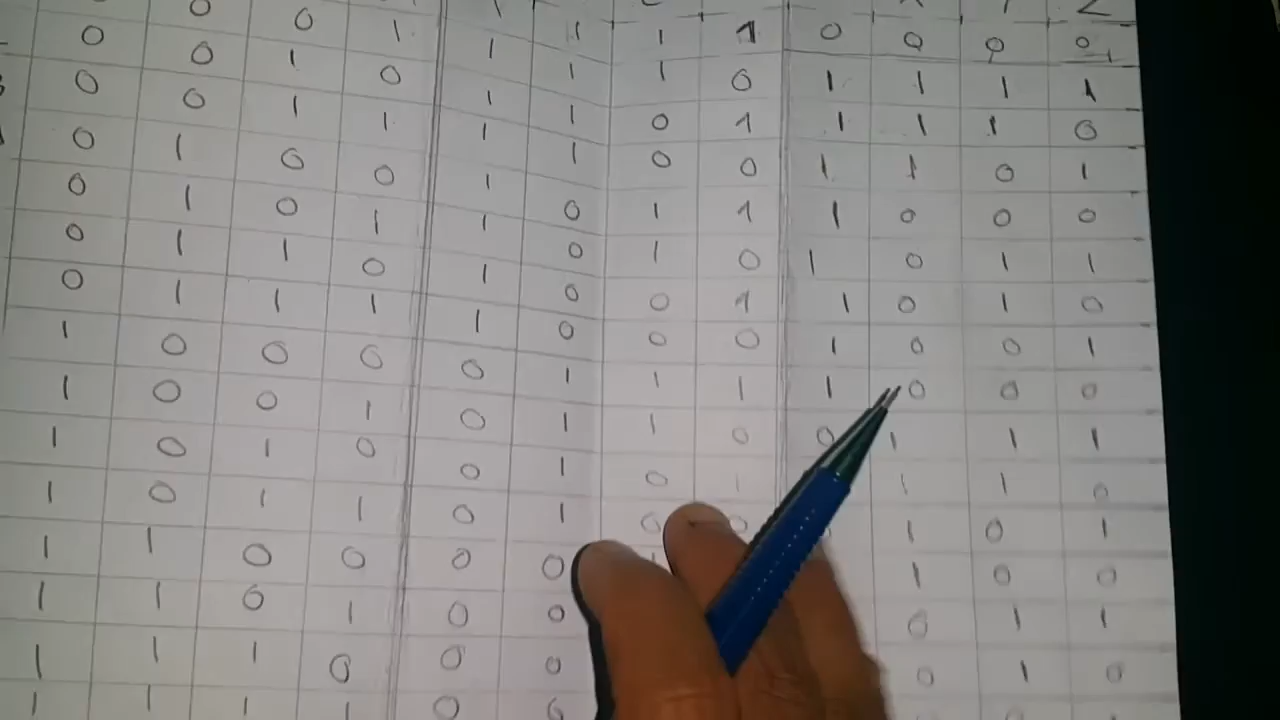 1 1 1 1 0 0 0 0
0 0 1 1 1 1 0 1 1 1 1
0 0 1 0 1 1 0 1 1 1 1 0
0 0 1 1 1 1 0 0 1 1 0 1
0 1 0 0 1 0 1 1 1 0 0 0
0 1 0 1 1 0 1 0 1 0 1 1
0 1 1 0 1 0 0 1 1 0 1 0
0 1 1 1 1 0 0 0 1 0 0 1
1 0 0 0 0 1 1 1 1 0 0 0
1 0 0 1 0 1 1 0 0 1 1 1
1 0 1 0 0 1 0 1 1 1 0
1 0 1 1 0 1 0 0 1 0 1
1 1 0 0 0 0 1 0 0
1 1 0 1 0 0 0 1 1
1 1 1 0 0 0 0 1 0
1 1 1 1 0 0